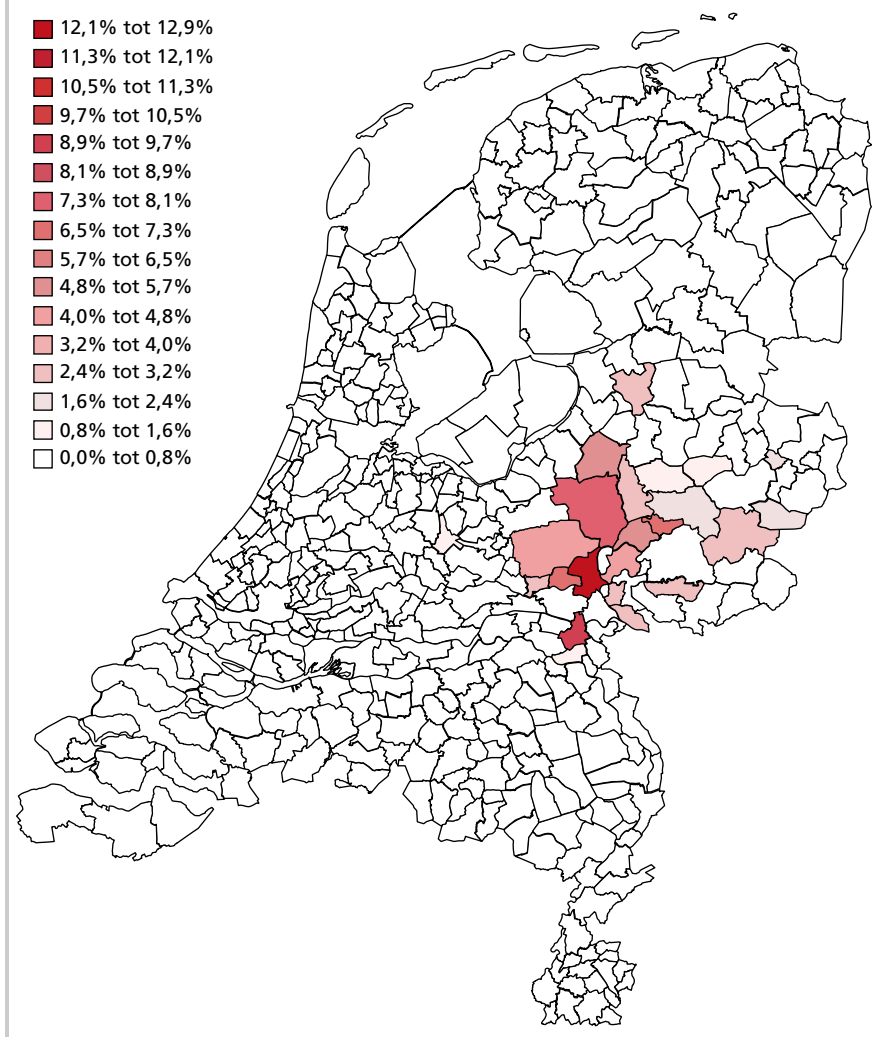 12,1% tot 12,9%
11,3% tot 12,1%
10,5% tot 11,3%
9,7% tot 10,5%
8,9% tot 9,7%
8,1% tot 8,9%
7,3% tot 8,1%
6,5% tot 7,3%
5,7% tot 6,5%
4,8% tot 5,7%
4,0% tot 4,8%
3,2% tot 4,0%
2,4% tot 3,2%
1,6% tot 2,4%
0,8% tot 1,6%
0,0% tot 0,8%